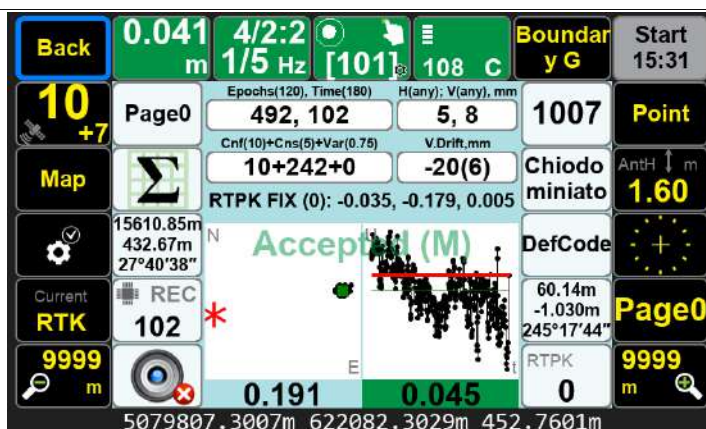 Back
0.041
m
4/2:2
1/5 Hz
[101]
108 C
Boundar
y G
Start
15:31
10
+7
Page0
Epochs(120), Time(180)
492, 102
H(any); V(any), mm
5, 8
1007
Point
Map
Σ
Cnf(10)+Cns(5)+Var(0.75)
10+242+0
V.Drift,mm
-20(6)
Chiodo
miniato
AntH m
1.60
RTPK FIX (0): -0.035, -0.179, 0.005
15610.85m
432.67m
27°40'38"
N
Accepted (M)
U
DefCode
Current
RTK
REC
102
60.14m
-1.030m
245°17'44"
Page0
9999
m
E
t
0.191
0.045
RTPK
0
9999
m
5079807.3007m 622082.3029m 452.7601m